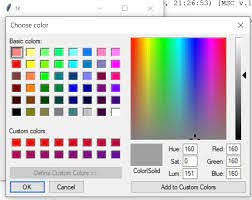 tk
, 21:26:53) [MSC v.1
Choose color
Basic colors:
Custom colors:
Define Custom Colors >>
OK
Cancel
Color|Solid
Hue: 160
Sat: 0
Lum: 151
Red: 160
Green: 160
Blue: 160
Add to Custom Colors